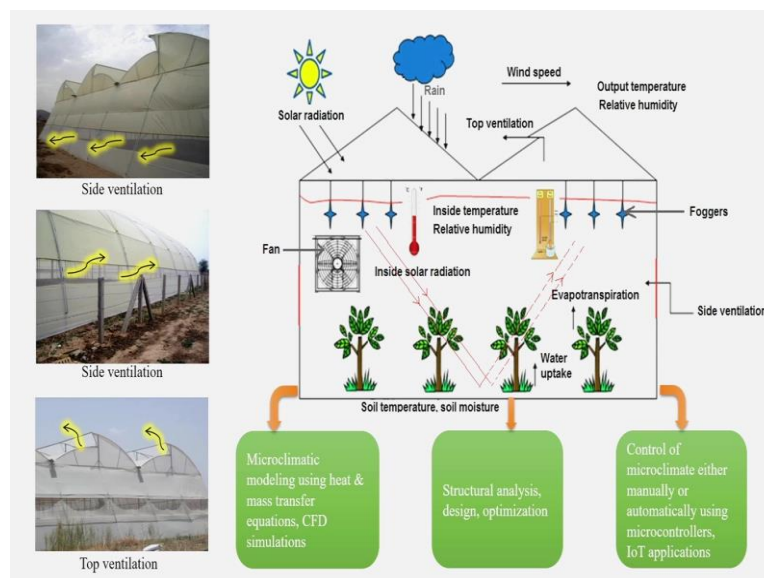 Side ventilation
Side ventilation
Top ventilation
Solar radiation
Rain
Wind speed
Output temperature
Relative humidity
Top ventilation
Inside temperature
Relative humidity
Foggers
Fan
Inside solar radiation
Evapotranspiration
Side ventilation
Water
uptake
Soil temperature, soil moisture
Microclimatic
modeling using heat &
mass transfer
equations, CFD
simulations
Structural analysis,
design, optimization
Control of
microclimate either
manually or
automatically using
microcontrollers,
IoT applications